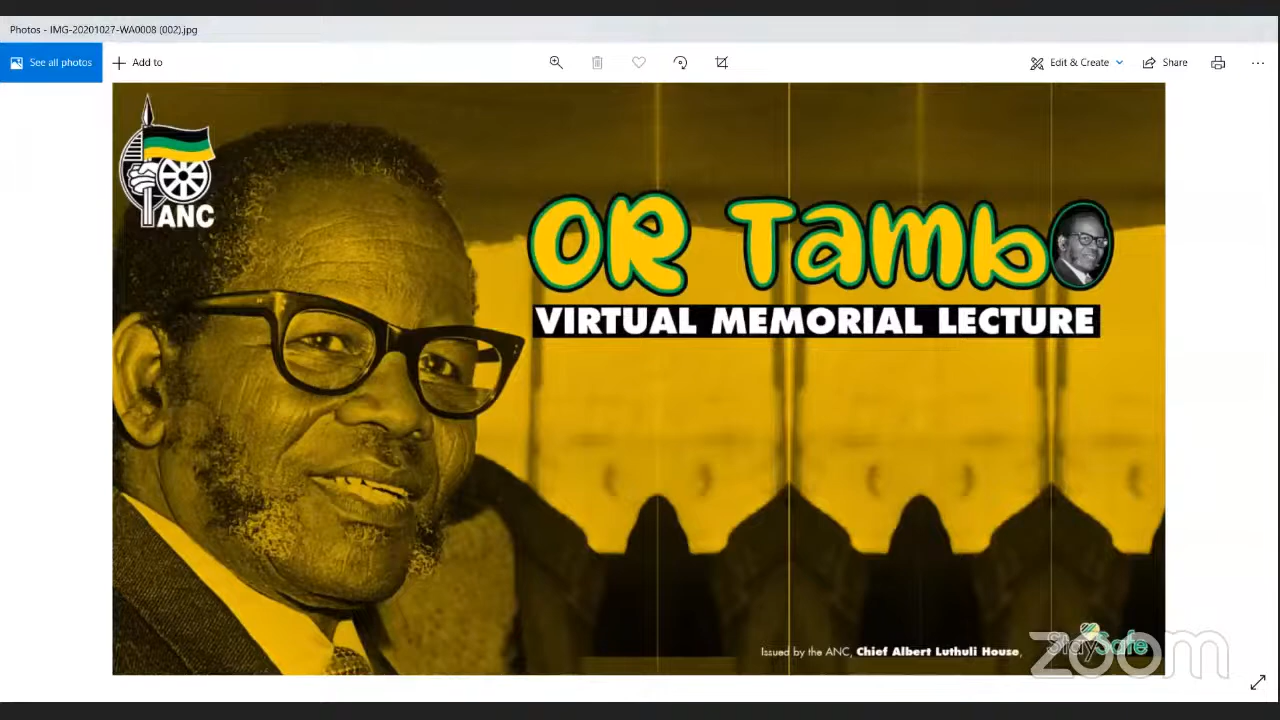 Photos - IMG-20201027-WA0008 (002).jpg
See all photos
Add to
Edit & Create
Share
ANC
OR Tambo
VIRTUAL MEMORIAL LECTURE
Issued by the ANC, Chief Albert Luthuli House,
StaySafe
zoom